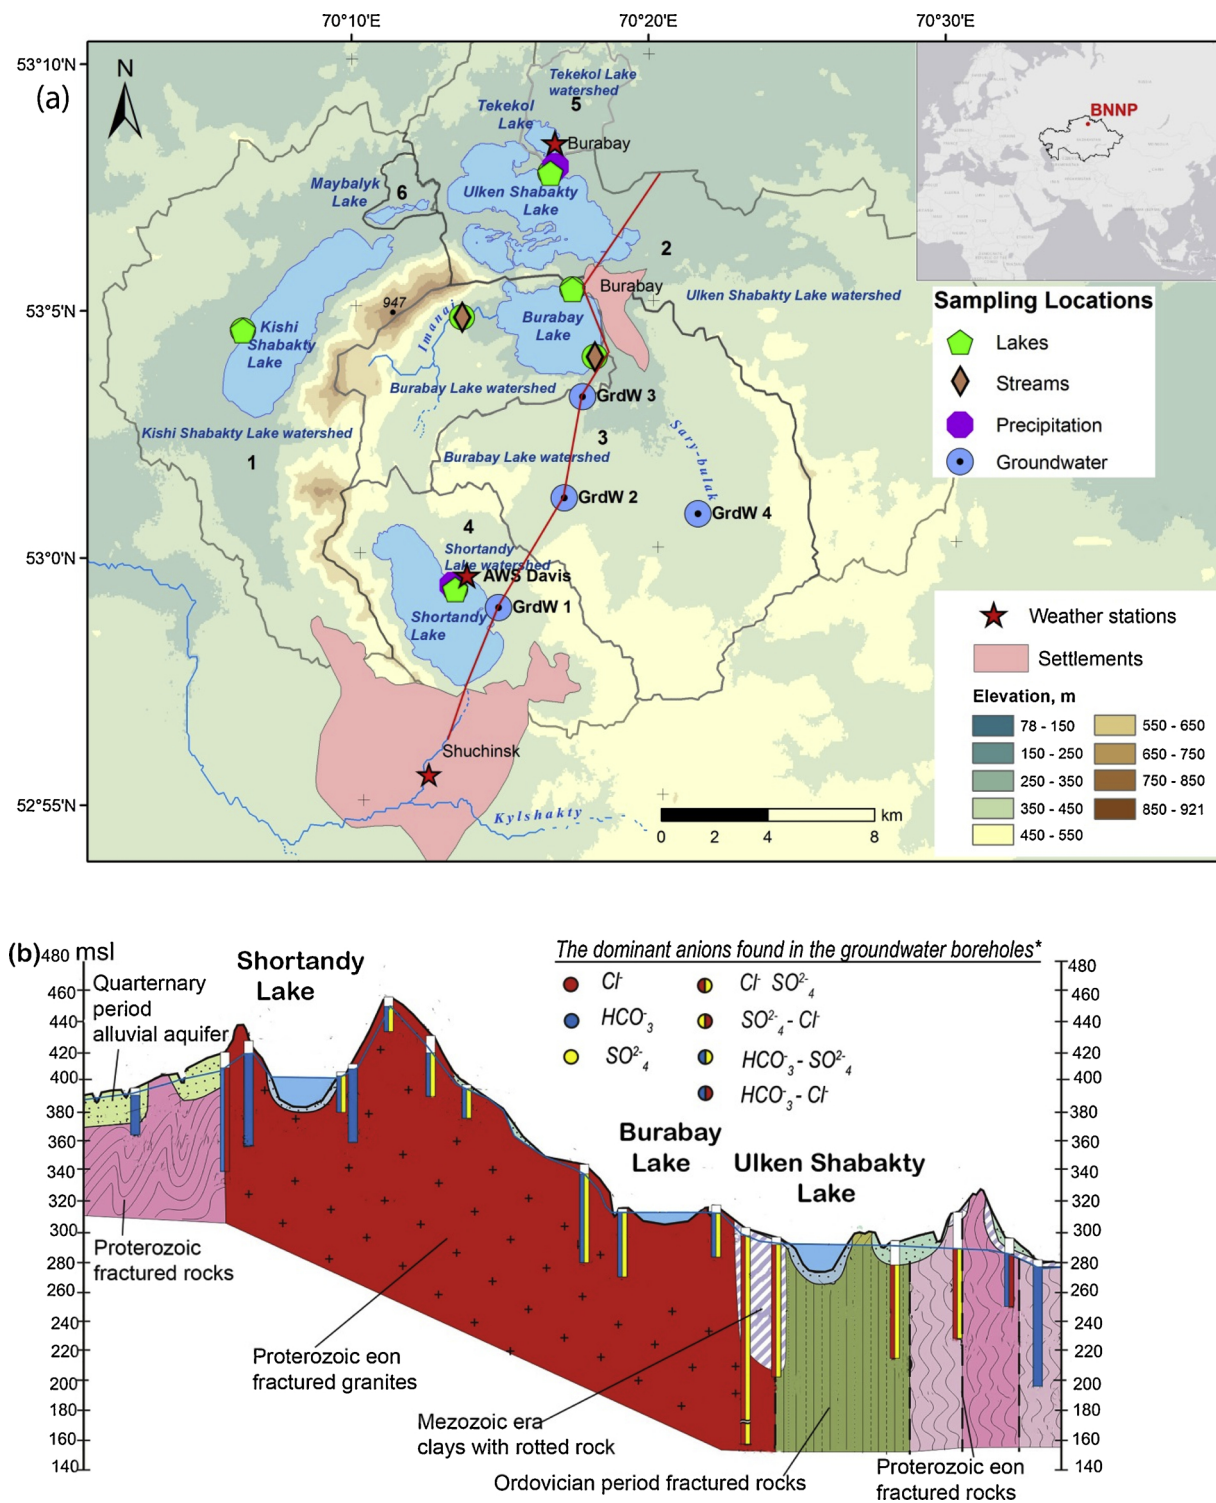 70°10'E
70°20'E
70°30'E
53°10'N
53°5'N
53°0'N
52°55'N
(a)
N
Tekekol Lake
watershed
5
Tekekol
Lake
Burabay
Maybalyk
Lake
6
Ulken Shabakty
Lake
2
BNNP
947
Burabay
Ulken Shabakty Lake watershed
Kishi
Shabakty
Lake
Imanai
Burabay
Lake
Burabay Lake watershed
GrdW 3
Kishi Shabakty Lake watershed
1
3
Burabay Lake watershed
Sary-bulak
GrdW 2
GrdW 4
4
Shortandy
Lake watershed
AWS Davis
GrdW 1
Shortandy
Lake
Shuchinsk
Kylshakty
Sampling Locations
Lakes
Streams
Precipitation
Groundwater
Weather stations
Settlements
Elevation, m
78 - 150
150 - 250
250 - 350
350 - 450
450 - 550
550 - 650
650 - 750
750 - 850
850 - 921
km
0 2 4 8
(b)
480 msl
460
440
420
400
380
360
340
320
300
280
260
240
220
200
180
160
140
Quarternary
period
alluvial aquifer
Shortandy
Lake
The dominant anions found in the groundwater boreholes*
Cl⁻
HCO⁻₃
SO²⁻₄
Cl⁻ SO²⁻₄
SO²⁻₄ - Cl⁻
HCO⁻₃ - SO²⁻₄
HCO⁻₃ - Cl⁻
Burabay
Lake
Ulken Shabakty
Lake
Proterozoic
fractured rocks
Proterozoic eon
fractured granites
Mezozoic era
clays with rotted rock
Ordovician period fractured rocks
Proterozoic eon
fractured rocks
480
460
440
420
400
380
360
340
320
300
280
260
240
220
200
180
160
140